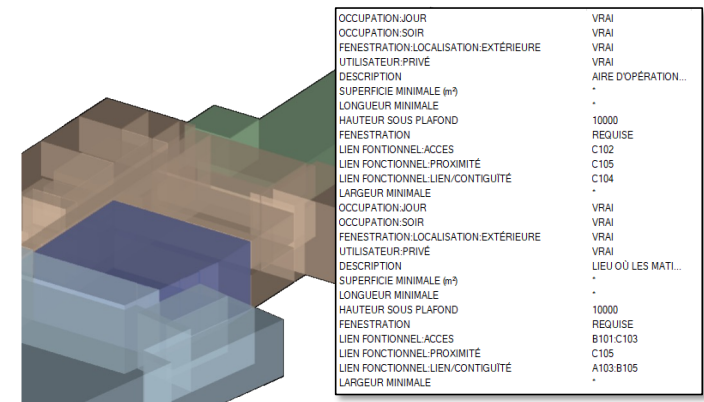 OCCUPATION:JOUR VRAI
OCCUPATION:SOIR VRAI
FENESTRATION:LOCALISATION:EXTÉRIEURE VRAI
UTILISATEUR:PRIVÉ VRAI
DESCRIPTION AIRE D'OPÉRATION...
SUPERFICIE MINIMALE (m²) *
LONGUEUR MINIMALE *
HAUTEUR SOUS PLAFOND 10000
FENESTRATION REQUISE
LIEN FONTIONNEL:ACCES C102
LIEN FONCTIONNEL:PROXIMITÉ C105
LIEN FONCTIONNEL:LIEN/CONTIGUÏTÉ C104
LARGEUR MINIMALE *
OCCUPATION:JOUR VRAI
OCCUPATION:SOIR VRAI
FENESTRATION:LOCALISATION:EXTÉRIEURE VRAI
UTILISATEUR:PRIVÉ VRAI
DESCRIPTION LIEU OÙ LES MATI...
SUPERFICIE MINIMALE (m²) *
LONGUEUR MINIMALE *
HAUTEUR SOUS PLAFOND 10000
FENESTRATION REQUISE
LIEN FONTIONNEL:ACCES B101:C103
LIEN FONCTIONNEL:PROXIMITÉ C105
LIEN FONCTIONNEL:LIEN/CONTIGUÏTÉ A103:B105
LARGEUR MINIMALE *